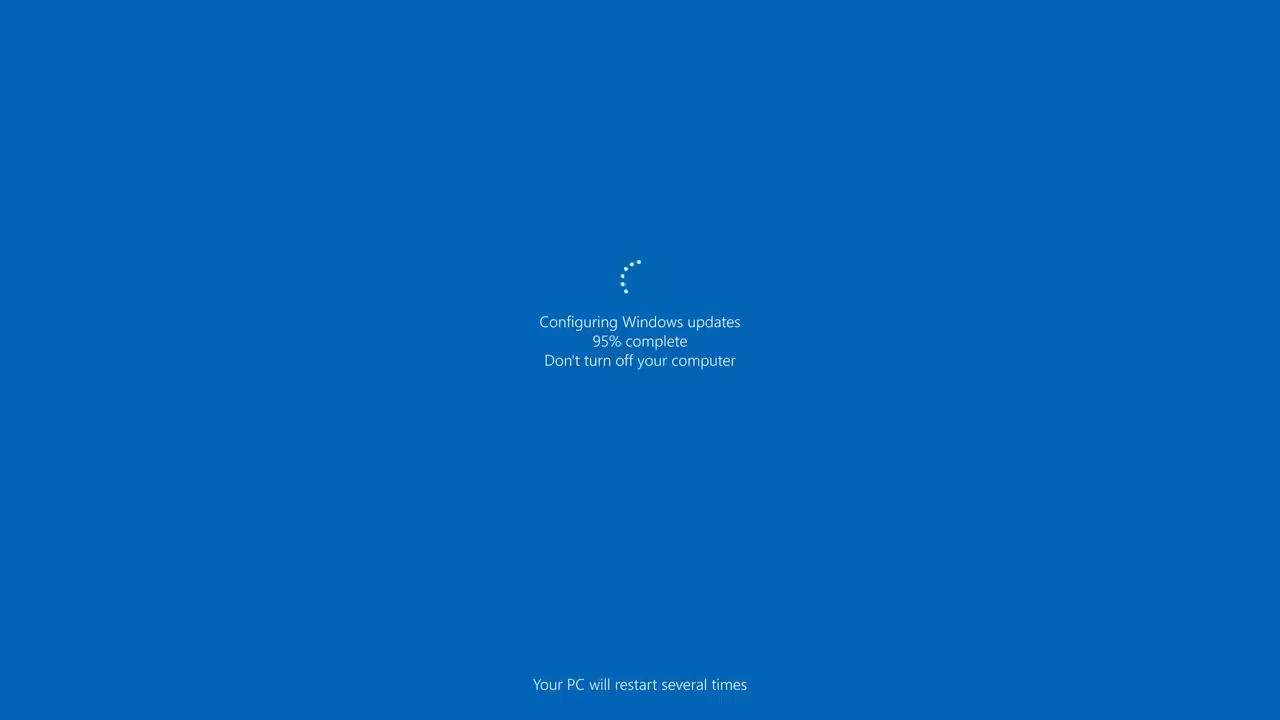 Configuring Windows updates
95% complete
Don't turn off your computer
Your PC will restart several times